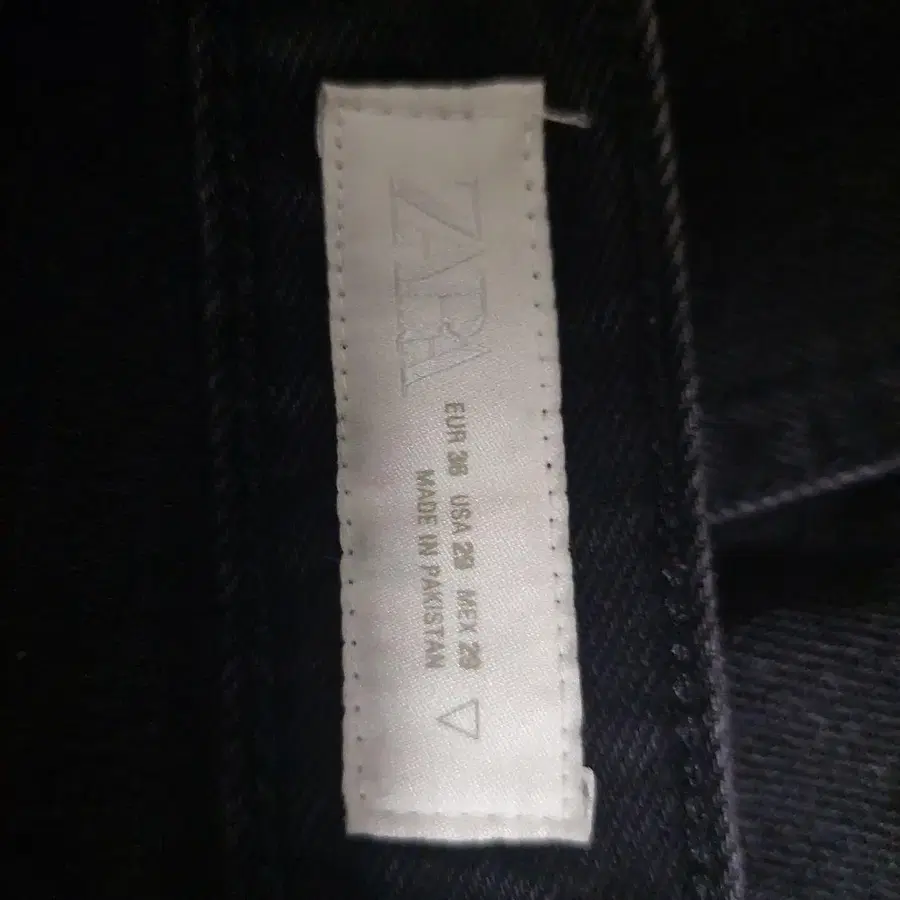 ZARA
EUR 36 USA 29 MEX 29
MADE IN PAKISTAN